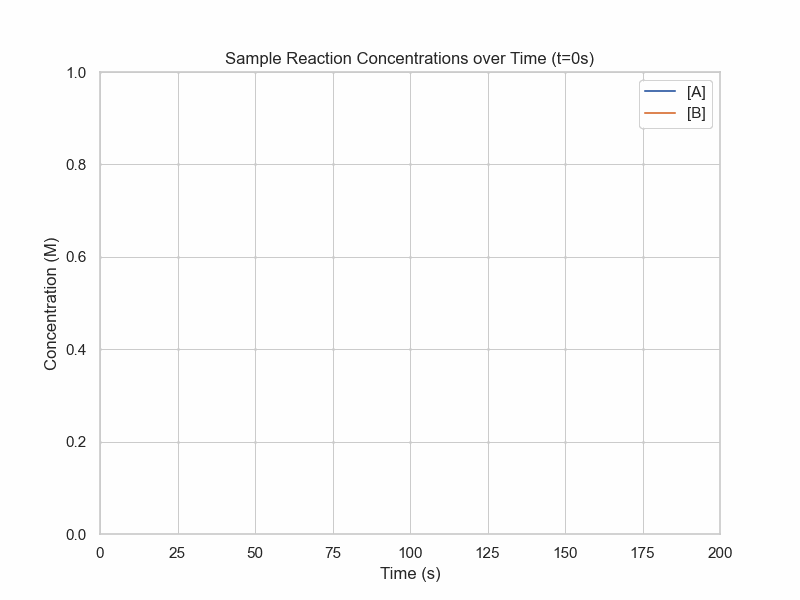 Sample Reaction Concentrations over Time (t=0s)
[A]
[B]
Concentration (M)
1.0
0.8
0.6
0.4
0.2
0.0
0 25 50 75 100 125 150 175 200
Time (s)